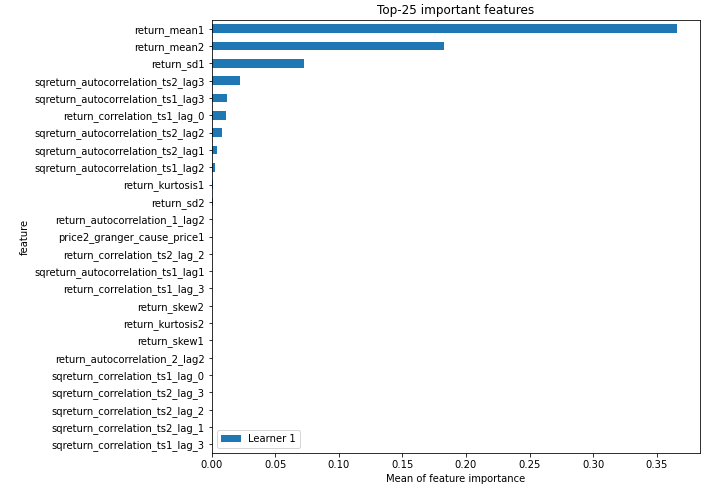 Top-25 important features
return_mean1
return_mean2
return_sd1
sqreturn_autocorrelation_ts2_lag3
sqreturn_autocorrelation_ts1_lag3
return_correlation_ts1_lag_0
sqreturn_autocorrelation_ts2_lag2
sqreturn_autocorrelation_ts2_lag1
sqreturn_autocorrelation_ts1_lag2
return_kurtosis1
return_sd2
return_autocorrelation_1_lag2
price2_granger_cause_price1
return_correlation_ts2_lag_2
sqreturn_autocorrelation_ts1_lag1
return_correlation_ts1_lag_3
return_skew2
return_kurtosis2
return_skew1
return_autocorrelation_2_lag2
sqreturn_correlation_ts1_lag_0
sqreturn_correlation_ts2_lag_3
sqreturn_correlation_ts2_lag_2
sqreturn_correlation_ts2_lag_1
sqreturn_correlation_ts1_lag_3
feature
Learner 1
0.00 0.05 0.10 0.15 0.20 0.25 0.30 0.35
Mean of feature importance